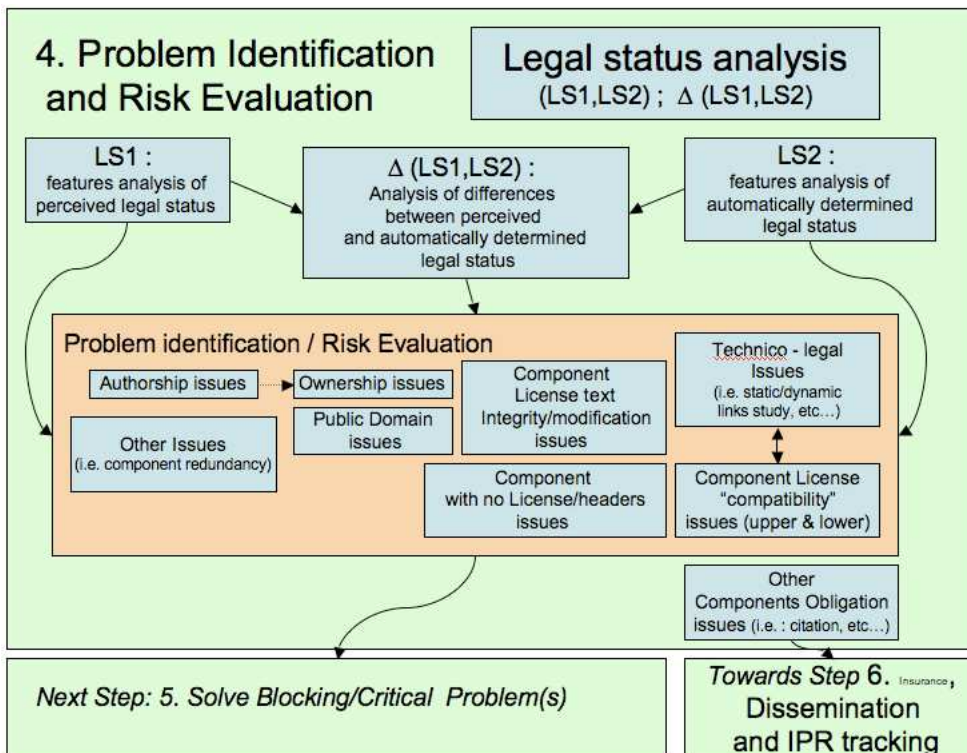 4. Problem Identification
and Risk Evaluation
Legal status analysis
(LS1,LS2) ; Δ (LS1,LS2)
LS1 :
features analysis of
perceived legal status
Δ (LS1,LS2) :
Analysis of differences
between perceived
and automatically determined
legal status
LS2 :
features analysis of
automatically determined
legal status
Problem identification / Risk Evaluation
Authorship issues
Ownership issues
Public Domain
issues
Other Issues
(i.e. component redundancy)
Component
License text
Integrity/modification
issues
Component
with no License/headers
issues
Technico - legal
Issues
(i.e. static/dynamic
links study, etc…)
Component License
“compatibility”
issues (upper & lower)
Other
Components Obligation
issues (i.e. : citation, etc…)
Next Step: 5. Solve Blocking/Critical Problem(s)
Towards Step 6. Insurance,
Dissemination
and IPR tracking